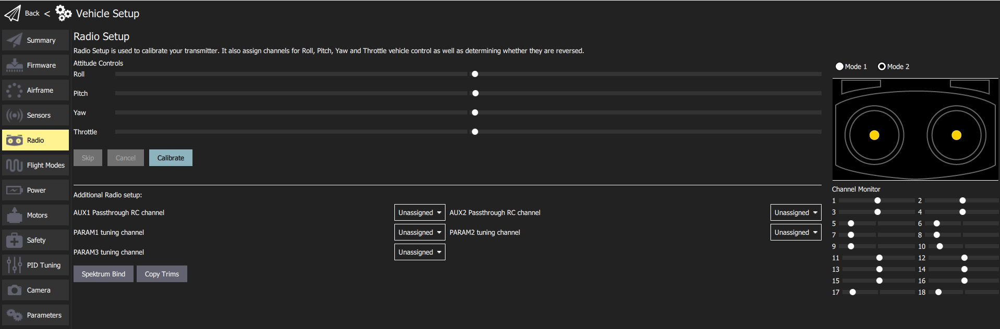 Back < Vehicle Setup
Summary
Firmware
Airframe
Sensors
Radio
Flight Modes
Power
Motors
Safety
PID Tuning
Camera
Parameters
Radio Setup
Radio Setup is used to calibrate your transmitter. It also assign channels for Roll, Pitch, Yaw and Throttle vehicle control as well as determining whether they are reversed.
Attitude Controls
Roll
Pitch
Yaw
Throttle
Skip Cancel Calibrate
Additional Radio setup:
AUX1 Passthrough RC channel Unassigned AUX2 Passthrough RC channel Unassigned
PARAM1 tuning channel Unassigned PARAM2 tuning channel Unassigned
PARAM3 tuning channel Unassigned
Spektrum Bind Copy Trims
Mode 1 Mode 2
Channel Monitor
1 2
3 4
5 6
7 8
9 10
11 12
13 14
15 16
17 18